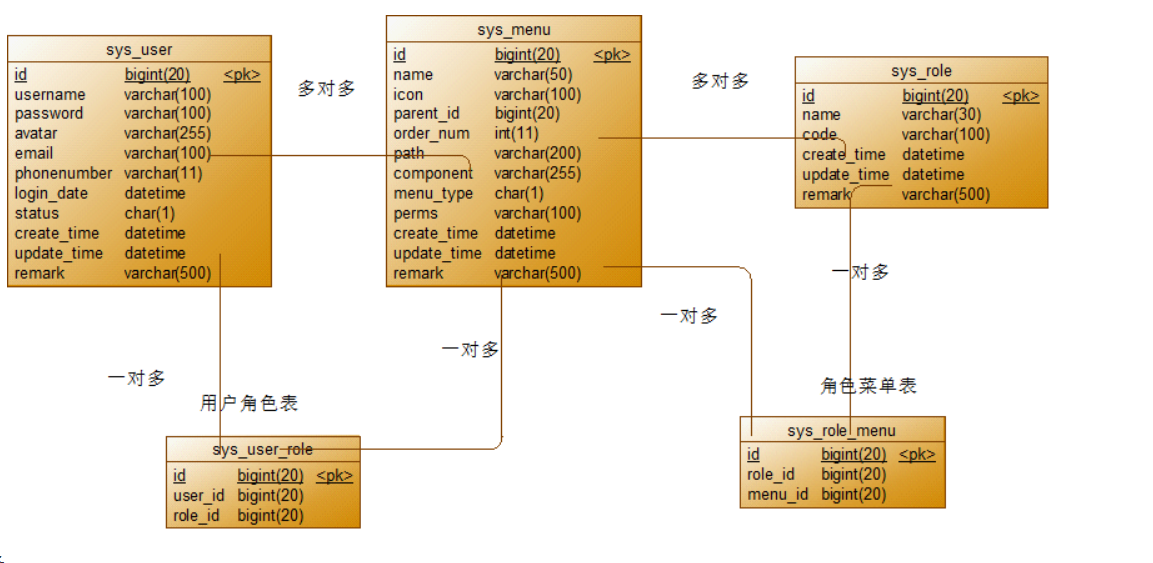 sys_user
id bigint(20) <pk>
username varchar(100)
password varchar(100)
avatar varchar(255)
email varchar(100)
phonenumber varchar(11)
login_date datetime
status char(1)
create_time datetime
update_time datetime
remark varchar(500)
多对多
sys_menu
id bigint(20) <pk>
name varchar(50)
icon varchar(100)
parent_id bigint(20)
order_num int(11)
path varchar(200)
component varchar(255)
menu_type char(1)
perms varchar(100)
create_time datetime
update_time datetime
remark varchar(500)
多对多
sys_role
id bigint(20) <pk>
name varchar(30)
code varchar(100)
create_time datetime
update_time datetime
remark varchar(500)
一对多
一对多
一对多
一对多
用户角色表
sys_user_role
id bigint(20) <pk>
user_id bigint(20)
role_id bigint(20)
角色菜单表
sys_role_menu
id bigint(20) <pk>
role_id bigint(20)
menu_id bigint(20)